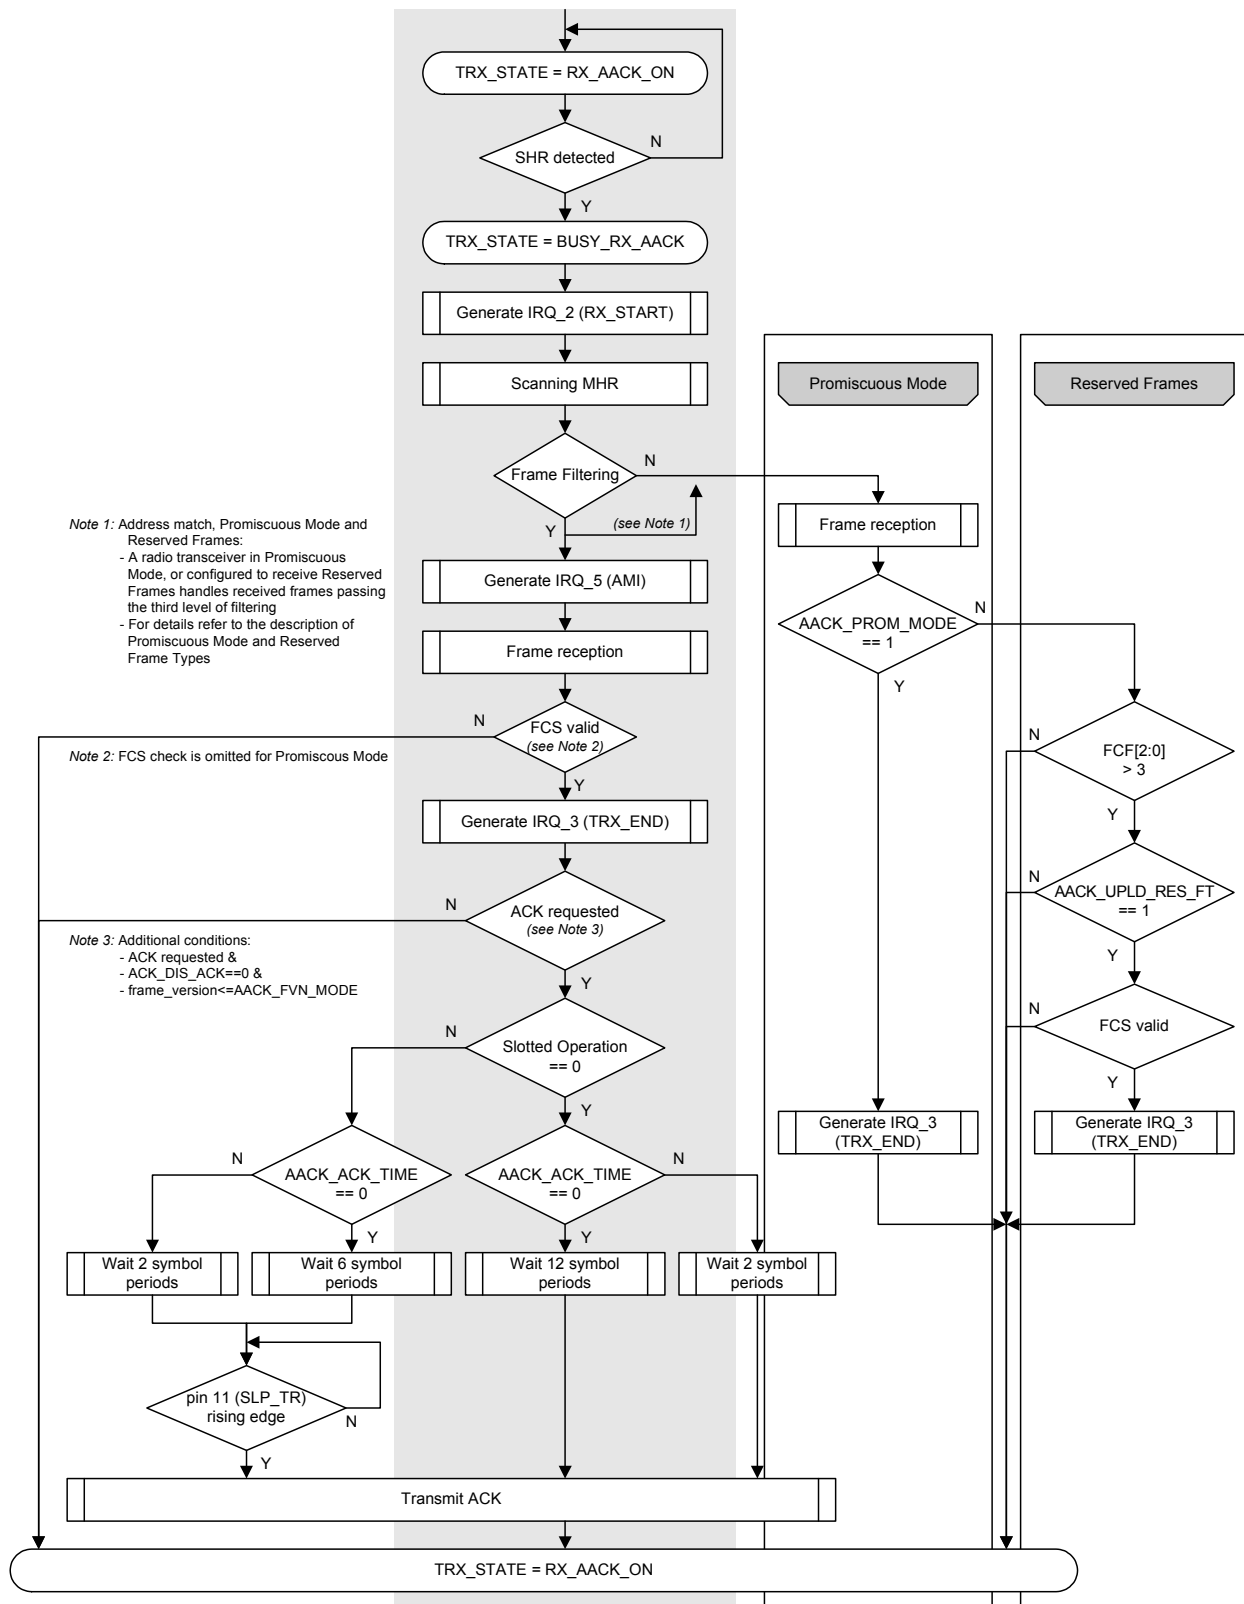 TRX_STATE = RX_AACK_ON
N
SHR detected
Y
TRX_STATE = BUSY_RX_AACK
Generate IRQ_2 (RX_START)
Scanning MHR
Promiscuous Mode
Reserved Frames
Frame Filtering
N
Y
(see Note 1)
Note 1: Address match, Promiscuous Mode and
Reserved Frames:
- A radio transceiver in Promiscuous
Mode, or configured to receive Reserved
Frames handles received frames passing
the third level of filtering
- For details refer to the description of
Promiscuous Mode and Reserved
Frame Types
Frame reception
Generate IRQ_5 (AMI)
AACK_PROM_MODE
== 1
N
Y
Frame reception
N
FCS valid
(see Note 2)
Y
Note 2: FCS check is omitted for Promiscous Mode
N
FCF[2:0]
> 3
Y
Generate IRQ_3 (TRX_END)
N
AACK_UPLD_RES_FT
== 1
Y
N
ACK requested
(see Note 3)
Y
Note 3: Additional conditions:
- ACK requested &
- ACK_DIS_ACK==0 &
- frame_version<=AACK_FVN_MODE
N
FCS valid
Y
N
Slotted Operation
== 0
Y
Generate IRQ_3
(TRX_END)
Generate IRQ_3
(TRX_END)
N
AACK_ACK_TIME
== 0
Y
AACK_ACK_TIME
== 0
N
Y
Wait 2 symbol
periods
Wait 6 symbol
periods
Wait 12 symbol
periods
Wait 2 symbol
periods
pin 11 (SLP_TR)
rising edge
N
Y
Transmit ACK
TRX_STATE = RX_AACK_ON